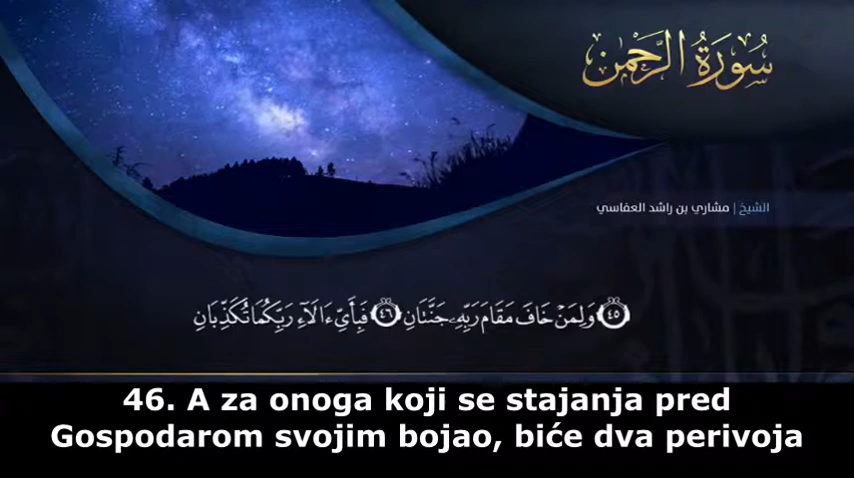 سُورَةُ الرَّحْمٰن
الشيخ | مشاري بن راشد العفاسي
٤٥ وَلِمَنْ خَافَ مَقَامَ رَبِّهِۦ جَنَّتَانِ ٤٦ فَبِأَيِّ ءَالَآءِ رَبِّكُمَا تُكَذِّبَانِ
46. A za onoga koji se stajanja pred
Gospodarom svojim bojao, biće dva perivoja